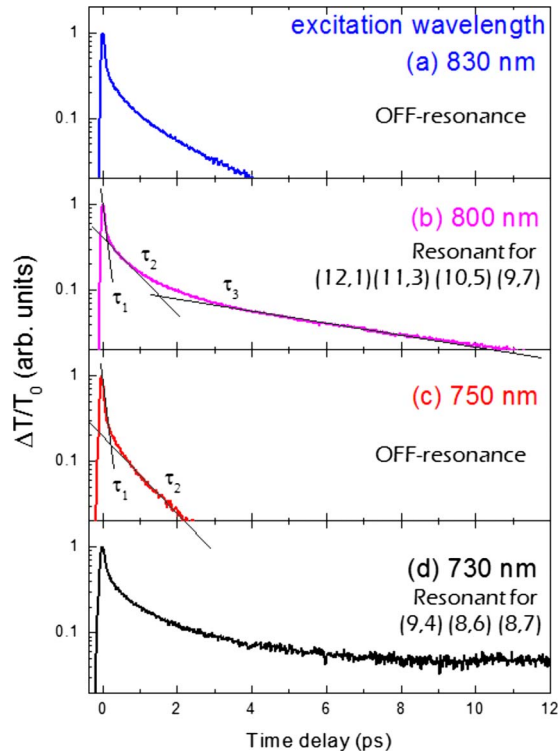 excitation wavelength
(a) 830 nm
OFF-resonance
0.1
1
(b) 800 nm
Resonant for
(12,1)(11,3) (10,5) (9,7)
τ2
τ3
τ1
0.1
1
(c) 750 nm
OFF-resonance
τ1
τ2
0.1
1
(d) 730 nm
Resonant for
(9,4) (8,6) (8,7)
0.1
1
ΔT/T0 (arb. units)
0 2 4 6 8 10 12
Time delay (ps)